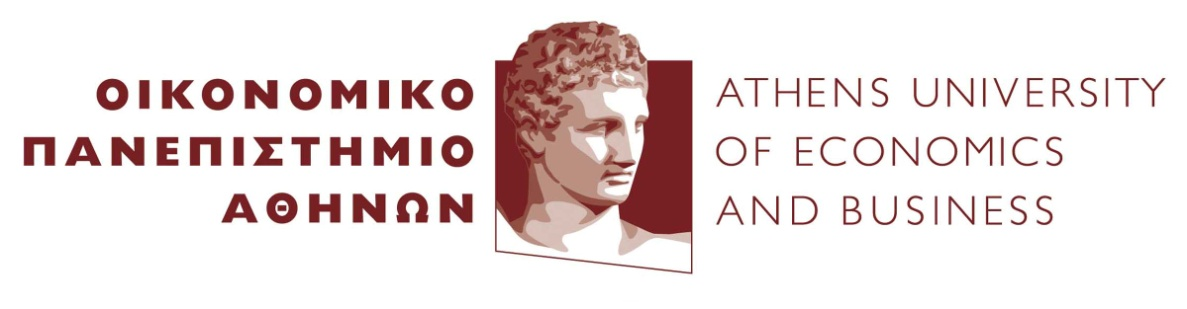 ΟΙΚΟΝΟΜΙΚΟ
ΠΑΝΕΠΙΣΤΗΜΙΟ
ΑΘΗΝΩΝ
ATHENS UNIVERSITY
OF ECONOMICS
AND BUSINESS